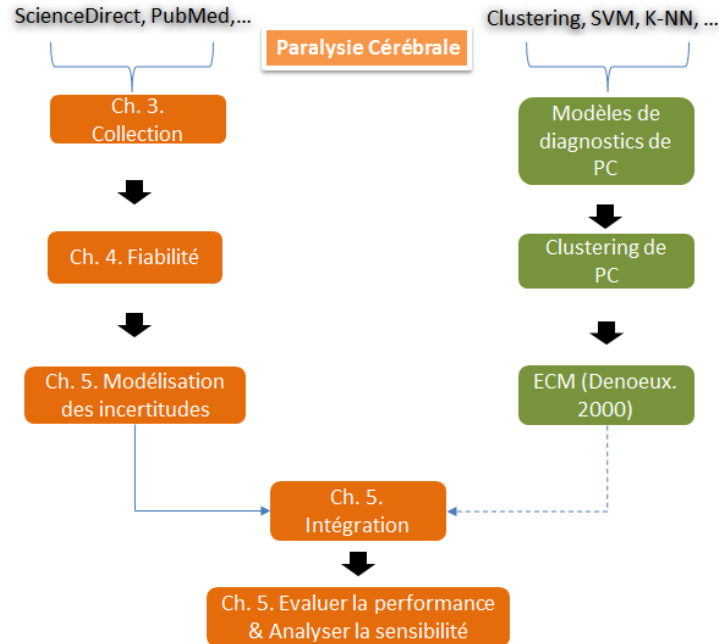 ScienceDirect, PubMed,...
Clustering, SVM, K-NN, ...
Paralysie Cérébrale
Ch. 3.
Collection
Modèles de
diagnostics de
PC
Ch. 4. Fiabilité
Clustering de
PC
Ch. 5. Modélisation
des incertitudes
ECM (Denoeux.
2000)
Ch. 5.
Intégration
Ch. 5. Evaluer la performance
& Analyser la sensibilité